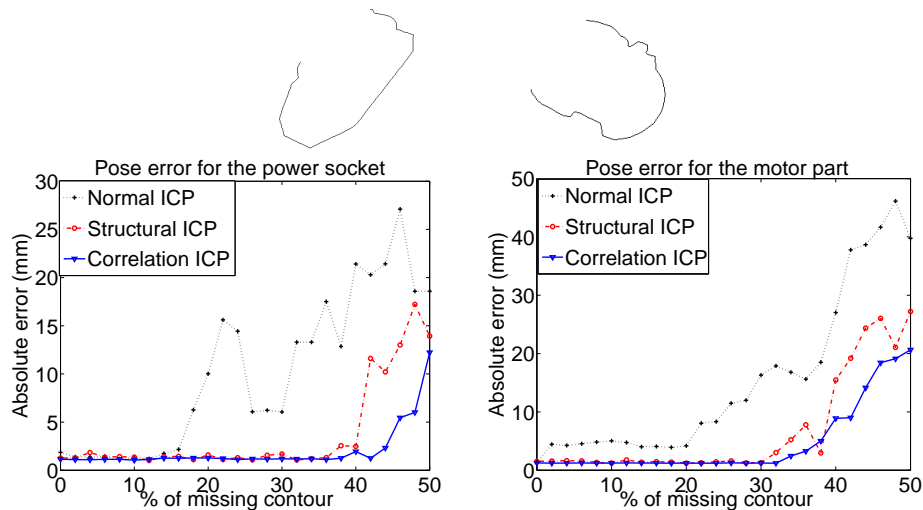 Pose error for the power socket
30
25
20
15
10
5
0
Absolute error (mm)
Normal ICP
Structural ICP
Correlation ICP
0 10 20 30 40 50
% of missing contour
Pose error for the motor part
50
40
30
20
10
0
Absolute error (mm)
Normal ICP
Structural ICP
Correlation ICP
0 10 20 30 40 50
% of missing contour